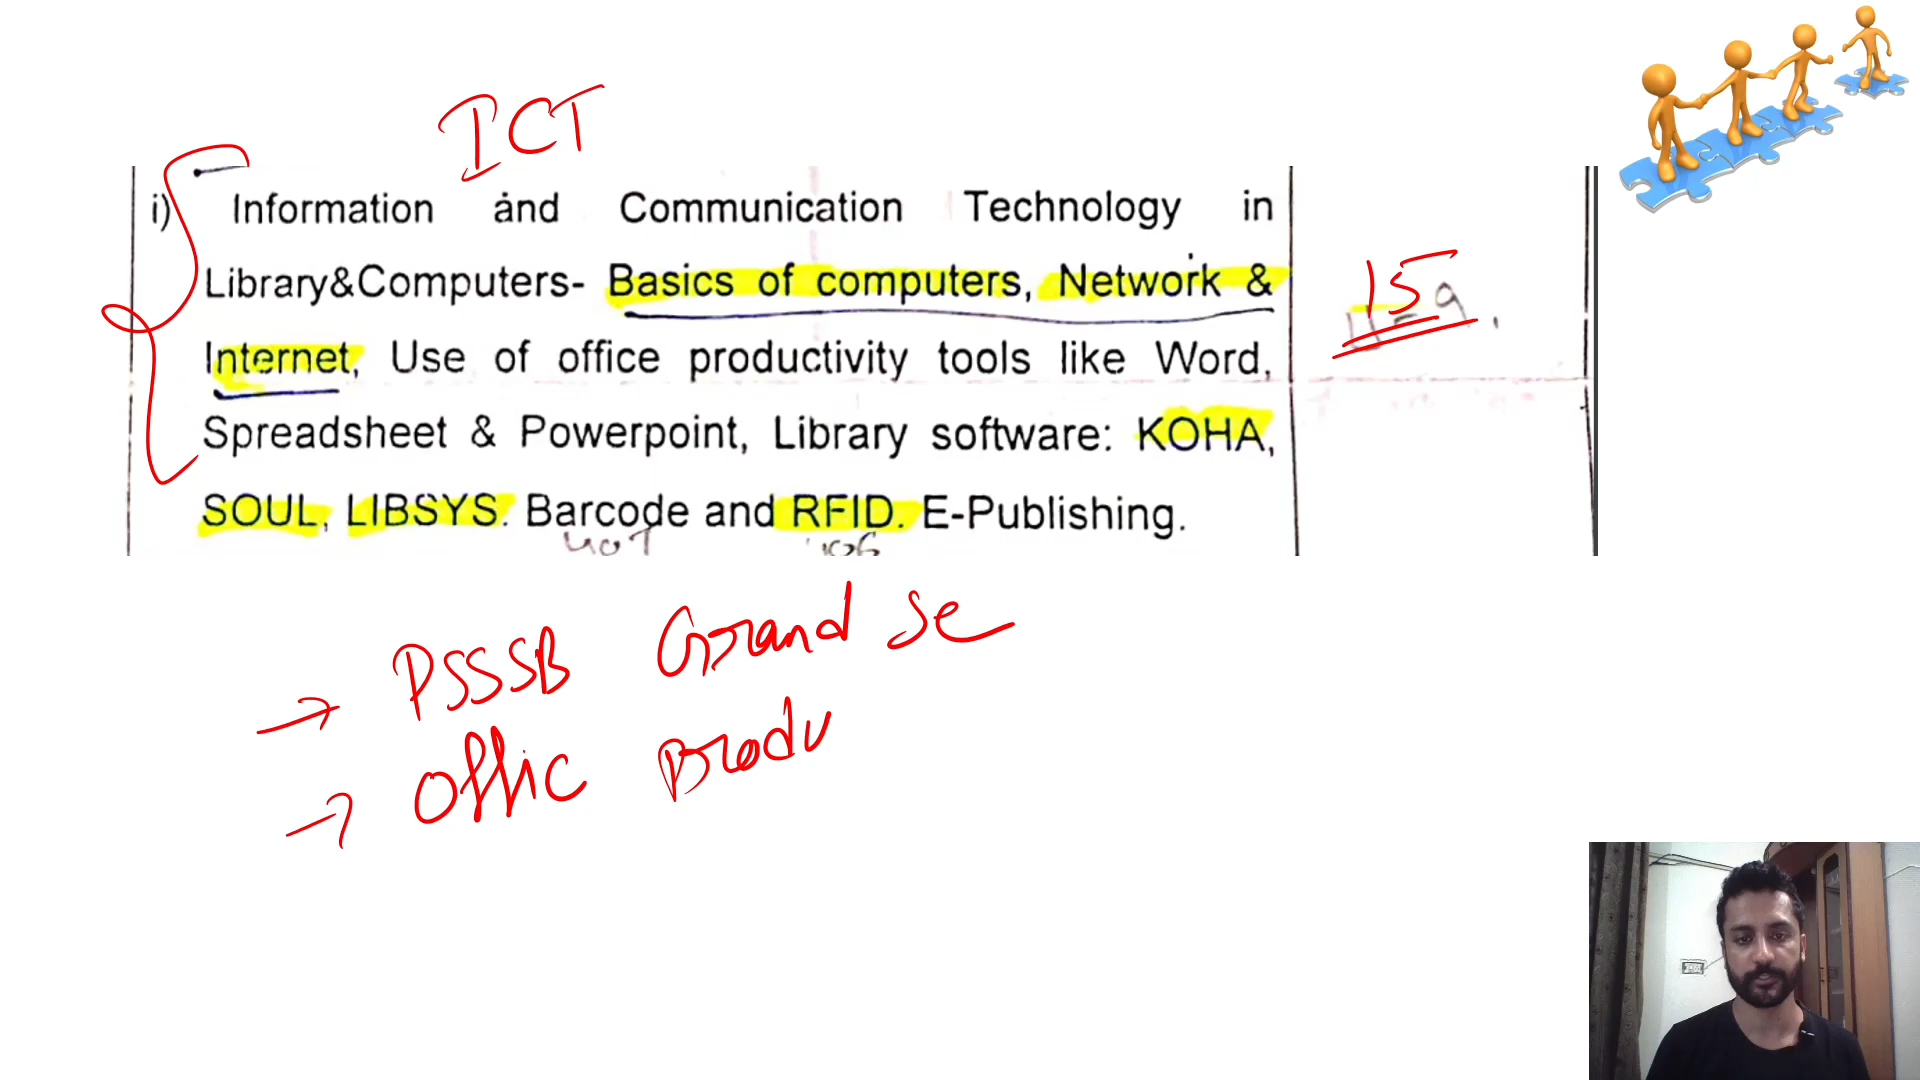 ICT
i) Information and Communication Technology in
Library&Computers- Basics of computers, Network &
Internet, Use of office productivity tools like Word,
Spreadsheet & Powerpoint, Library software: KOHA,
SOUL, LIBSYS. Barcode and RFID. E-Publishing.
15
→ PSSSB Grand Se
→ Offic Produ